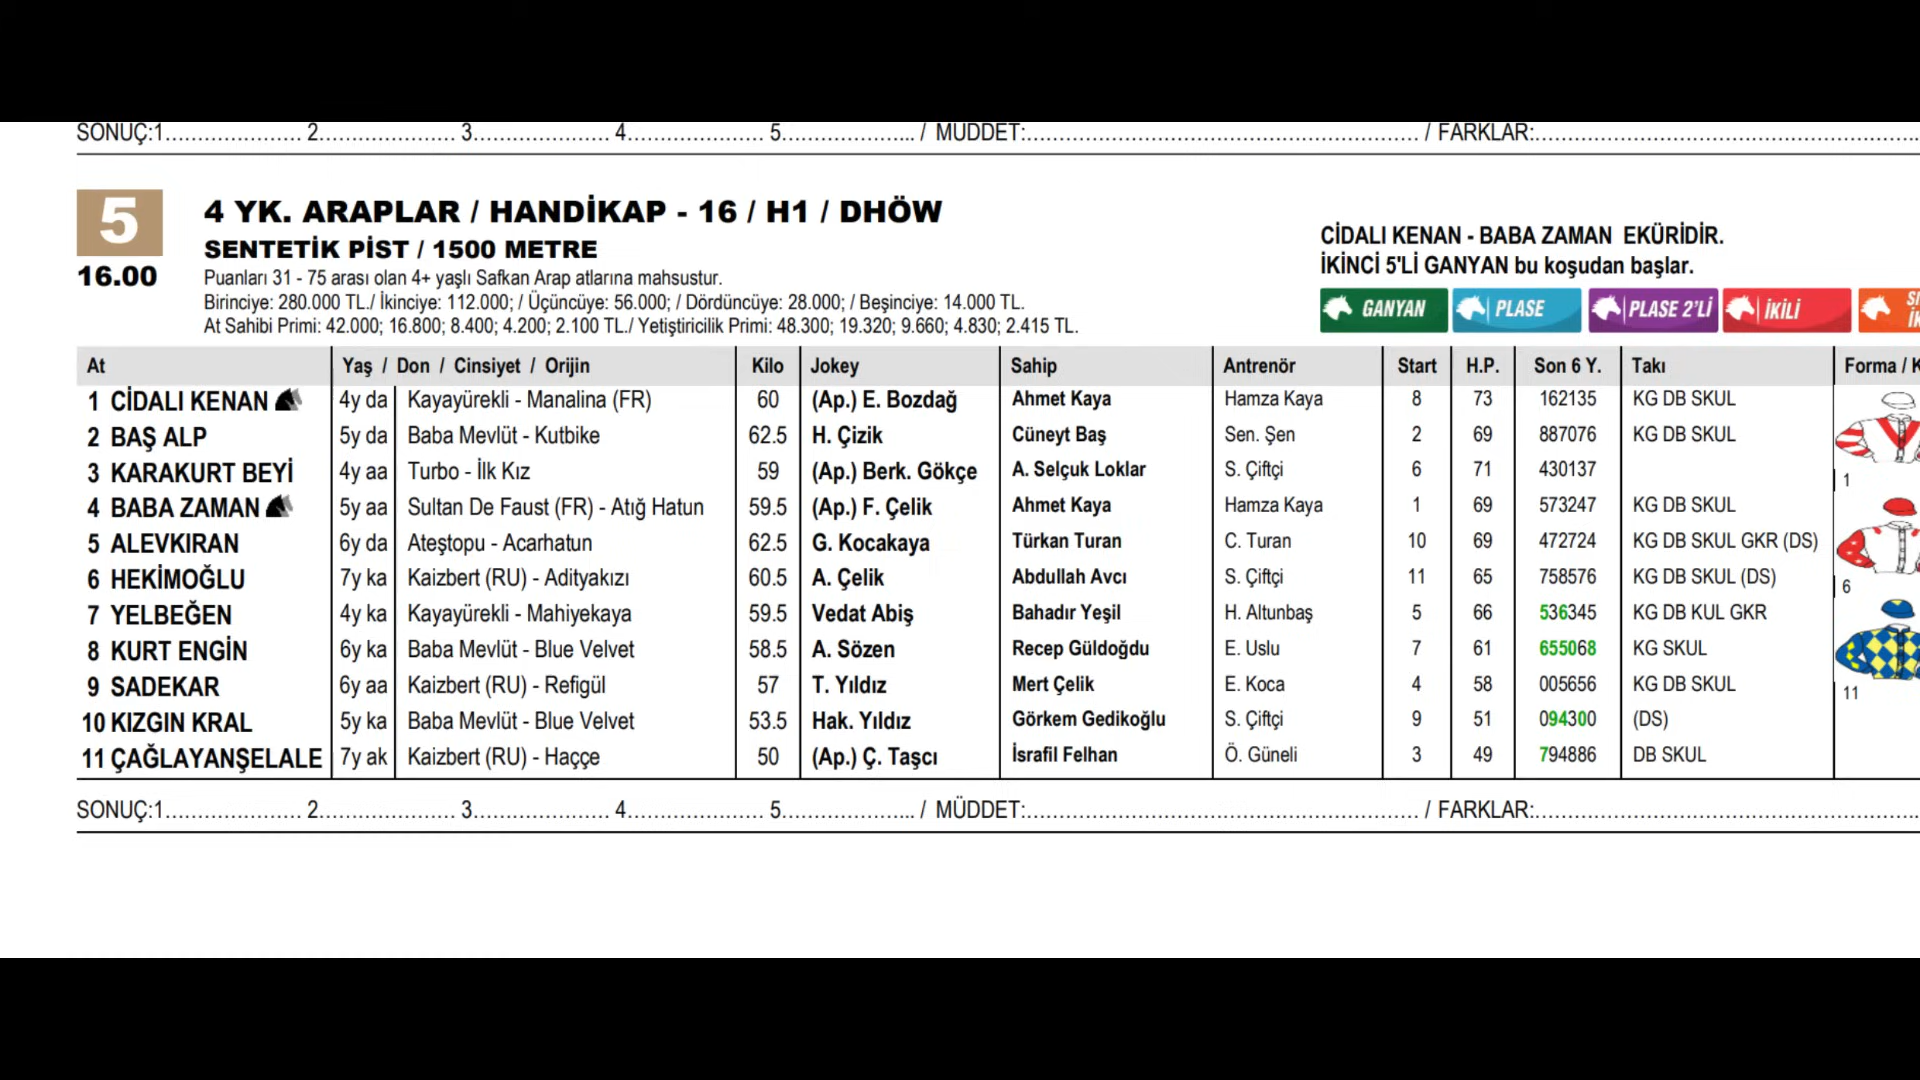 SONUÇ:1..................... 2..................... 3..................... 4..................... 5.................... / MÜDDET:............................................................ / FARKLAR:............................................................
5
16.00
4 YK. ARAPLAR / HANDİKAP - 16 / H1 / DHÖW
SENTETİK PİST / 1500 METRE
Puanları 31 - 75 arası olan 4+ yaşlı Safkan Arap atlarına mahsustur.
Birinciye: 280.000 TL./ İkinciye: 112.000; / Üçüncüye: 56.000; / Dördüncüye: 28.000; / Beşinciye: 14.000 TL.
At Sahibi Primi: 42.000; 16.800; 8.400; 4.200; 2.100 TL./ Yetiştiricilik Primi: 48.300; 19.320; 9.660; 4.830; 2.415 TL.
CİDALI KENAN - BABA ZAMAN EKÜRİDİR.
İKİNCİ 5'Lİ GANYAN bu koşudan başlar.
GANYAN PLASE PLASE 2'Lİ İKİLİ
At Yaş / Don / Cinsiyet / Orijin Kilo Jokey Sahip Antrenör Start H.P. Son 6 Y. Takı Forma / K
1 CİDALI KENAN 4y da Kayayürekli - Manalina (FR) 60 (Ap.) E. Bozdağ Ahmet Kaya Hamza Kaya 8 73 162135 KG DB SKUL
2 BAŞ ALP 5y da Baba Mevlüt - Kutbike 62.5 H. Çizik Cüneyt Baş Sen. Şen 2 69 887076 KG DB SKUL
3 KARAKURT BEYİ 4y aa Turbo - İlk Kız 59 (Ap.) Berk. Gökçe A. Selçuk Loklar S. Çiftçi 6 71 430137
1
4 BABA ZAMAN 5y aa Sultan De Faust (FR) - Atığ Hatun 59.5 (Ap.) F. Çelik Ahmet Kaya Hamza Kaya 1 69 573247 KG DB SKUL
5 ALEVKIRAN 6y da Ateştopu - Acarhatun 62.5 G. Kocakaya Türkan Turan C. Turan 10 69 472724 KG DB SKUL GKR (DS)
6 HEKİMOĞLU 7y ka Kaizbert (RU) - Adityakızı 60.5 A. Çelik Abdullah Avcı S. Çiftçi 11 65 758576 KG DB SKUL (DS)
6
7 YELBEĞEN 4y ka Kayayürekli - Mahiyekaya 59.5 Vedat Abiş Bahadır Yeşil H. Altunbaş 5 66 536345 KG DB KUL GKR
8 KURT ENGİN 6y ka Baba Mevlüt - Blue Velvet 58.5 A. Sözen Recep Güldoğdu E. Uslu 7 61 655068 KG SKUL
9 SADEKAR 6y aa Kaizbert (RU) - Refigül 57 T. Yıldız Mert Çelik E. Koca 4 58 005656 KG DB SKUL
11
10 KIZGIN KRAL 5y ka Baba Mevlüt - Blue Velvet 53.5 Hak. Yıldız Görkem Gedikoğlu S. Çiftçi 9 51 094300 (DS)
11 ÇAĞLAYANŞELALE 7y ak Kaizbert (RU) - Haççe 50 (Ap.) Ç. Taşcı İsrafil Felhan Ö. Güneli 3 49 794886 DB SKUL
SONUÇ:1..................... 2..................... 3..................... 4..................... 5.................... / MÜDDET:............................................................ / FARKLAR:............................................................